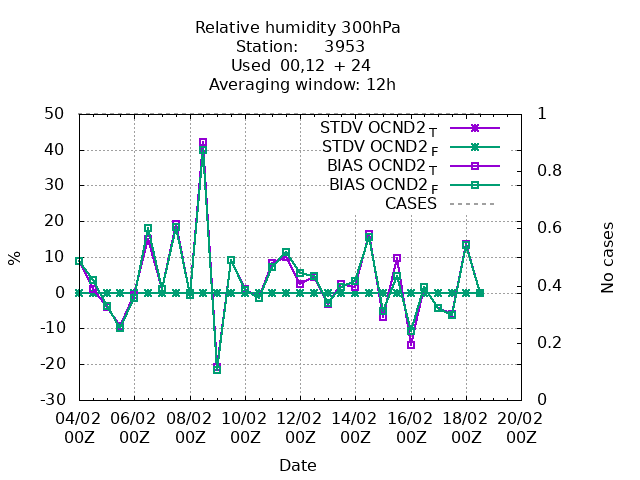 Relative humidity 300hPa
Station: 3953
Used 00,12 + 24
Averaging window: 12h
STDV OCND2 T
STDV OCND2 F
BIAS OCND2 T
BIAS OCND2 F
CASES
50
40
30
20
10
0
-10
-20
-30
%
1
0.8
0.6
0.4
0.2
0
No cases
04/02 06/02 08/02 10/02 12/02 14/02 16/02 18/02 20/02
00Z 00Z 00Z 00Z 00Z 00Z 00Z 00Z 00Z
Date